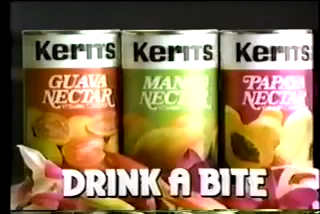 Kern's
GUAVA
NECTAR
Kern's
MANGO
NECTAR
Kern's
PAPAYA
NECTAR
DRINK A BITE